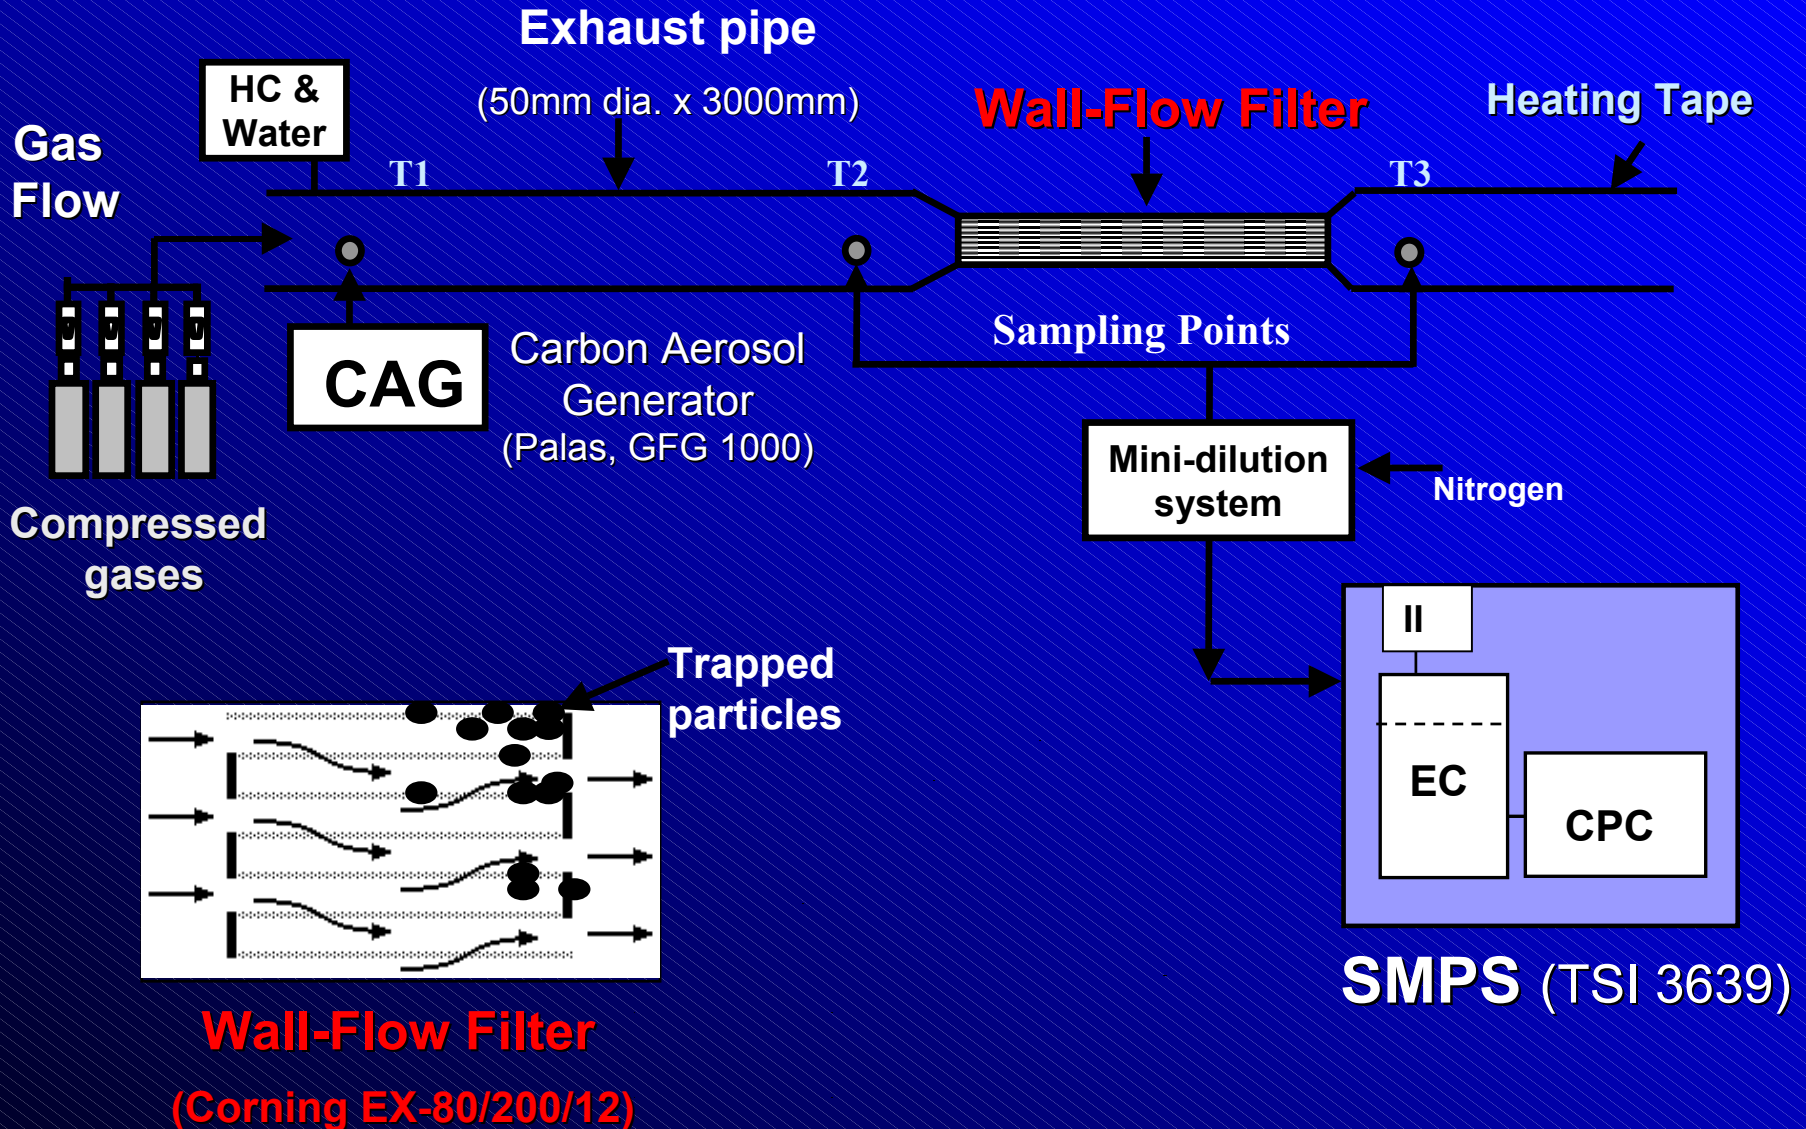 Exhaust pipe
(50mm dia. x 3000mm)
HC &
Water
Wall-Flow Filter
Heating Tape
Gas
Flow
T1
T2
T3
Sampling Points
CAG
Carbon Aerosol
Generator
(Palas, GFG 1000)
Compressed
gases
Mini-dilution
system
Nitrogen
II
EC
CPC
SMPS (TSI 3639)
Trapped
particles
Wall-Flow Filter
(Corning EX-80/200/12)